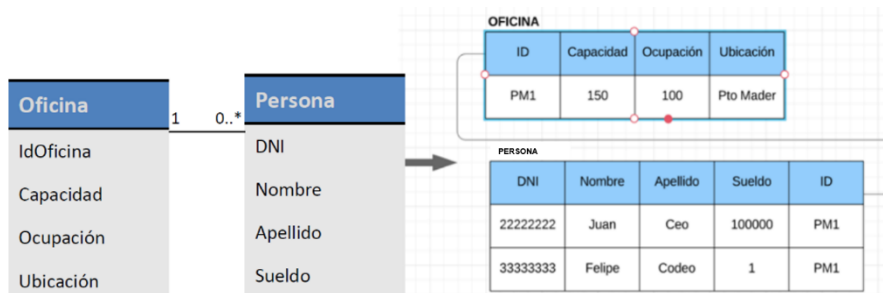 Oficina
IdOficina
Capacidad
Ocupación
Ubicación
1 0..*
Persona
DNI
Nombre
Apellido
Sueldo
OFICINA
ID Capacidad Ocupación Ubicación
PM1 150 100 Pto Mader
PERSONA
DNI Nombre Apellido Sueldo ID
22222222 Juan Ceo 100000 PM1
33333333 Felipe Codeo 1 PM1